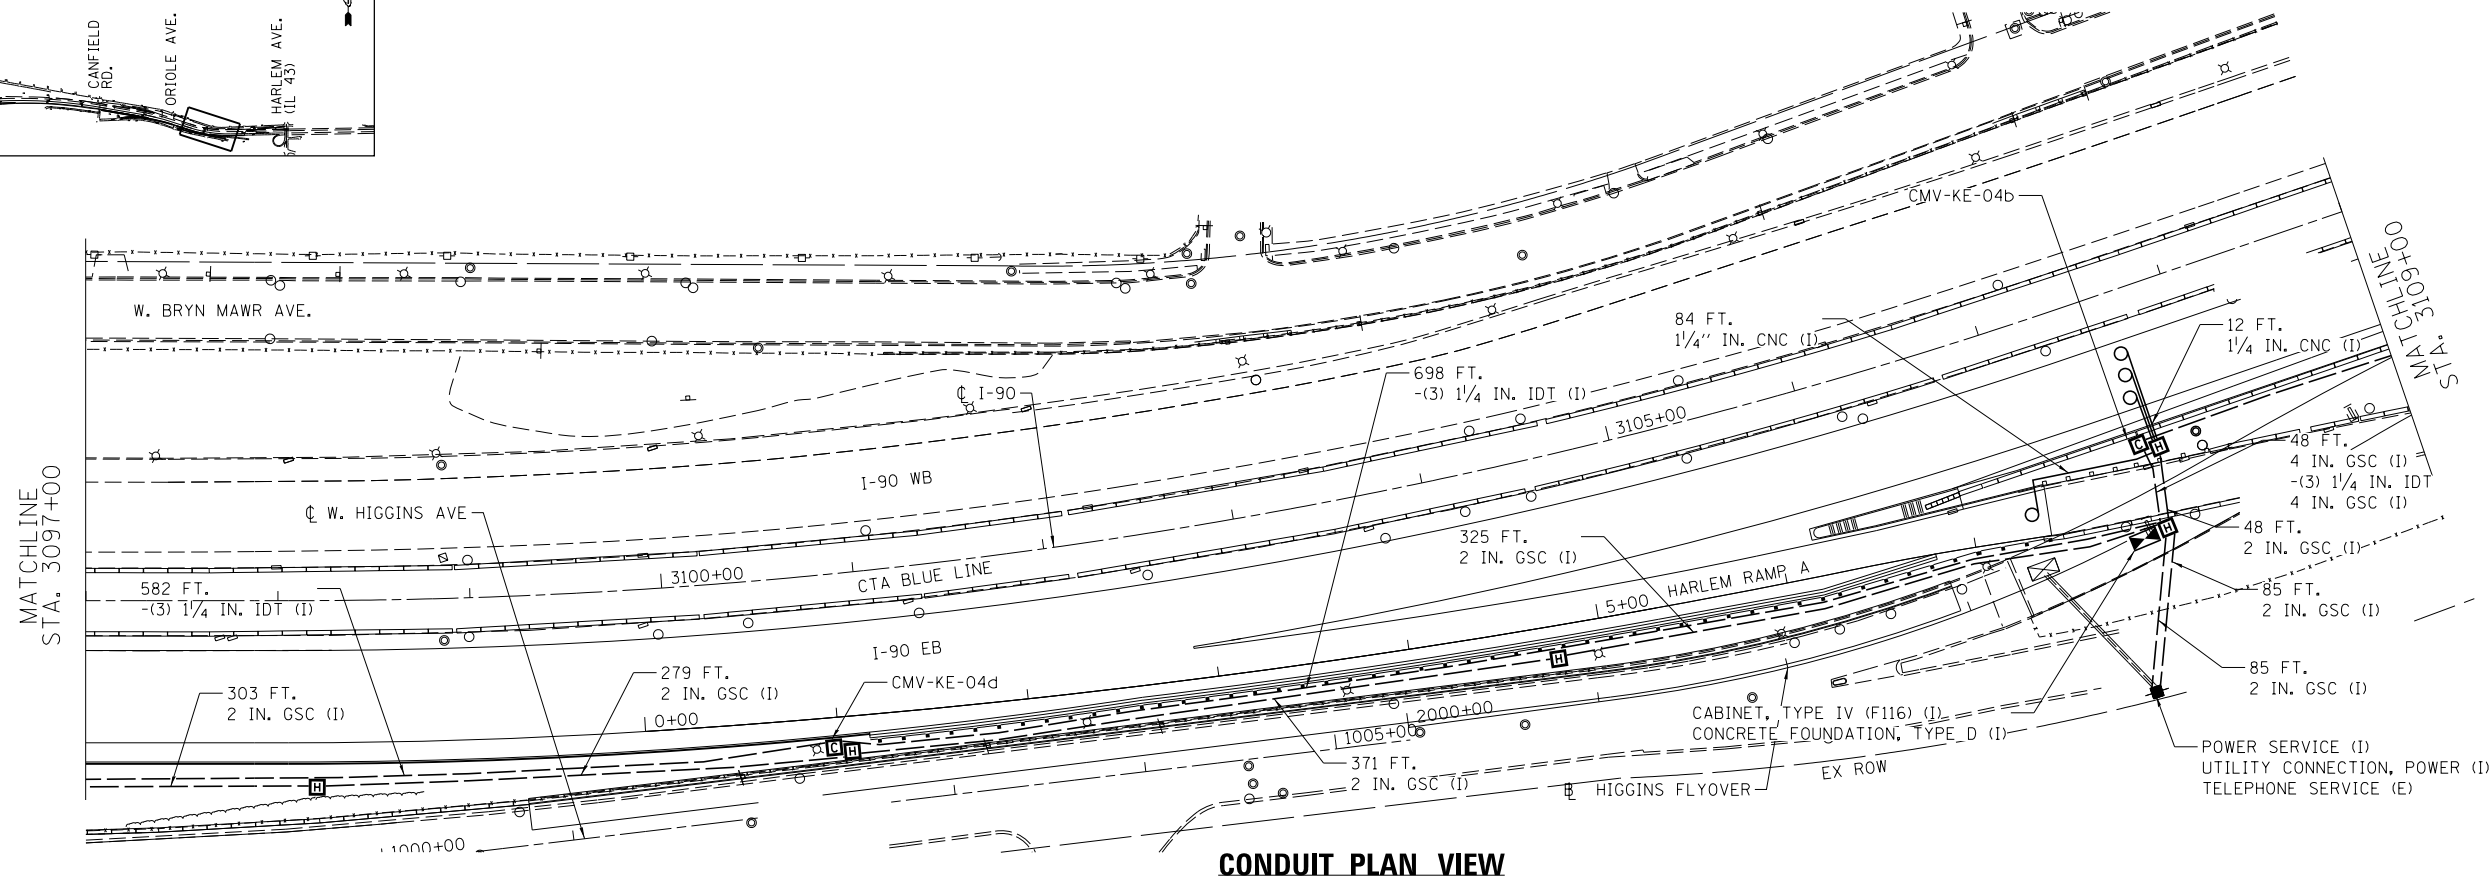 CANFIELD
RD.
ORIOLE AVE.
HARLEM AVE.
(IL 43)
W. BRYN MAWR AVE.
MATCHLINE
STA. 3097+00
MATCHLINE
STA. 3109+00
CMV-KE-04b
84 FT.
1¼" IN. CNC (I)
12 FT.
1¼ IN. CNC (I)
698 FT.
-(3) 1¼ IN. IDT (I)
℄ I-90
3105+00
I-90 WB
℄ W. HIGGINS AVE
48 FT.
4 IN. GSC (I)
-(3) 1¼ IN. IDT
4 IN. GSC (I)
48 FT.
2 IN. GSC (I)
325 FT.
2 IN. GSC (I)
3100+00
CTA BLUE LINE
HARLEM RAMP A
5+00
582 FT.
-(3) 1¼ IN. IDT (I)
85 FT.
2 IN. GSC (I)
I-90 EB
279 FT.
2 IN. GSC (I)
CMV-KE-04d
303 FT.
2 IN. GSC (I)
H
C
H
H
C
H
H
85 FT.
2 IN. GSC (I)
0+00
2000+00
1005+00
CABINET, TYPE IV (F116) (I)
CONCRETE FOUNDATION, TYPE D (I)
371 FT.
2 IN. GSC (I)
EX ROW
B HIGGINS FLYOVER
POWER SERVICE (I)
UTILITY CONNECTION, POWER (I)
TELEPHONE SERVICE (E)
1000+00
CONDUIT PLAN VIEW